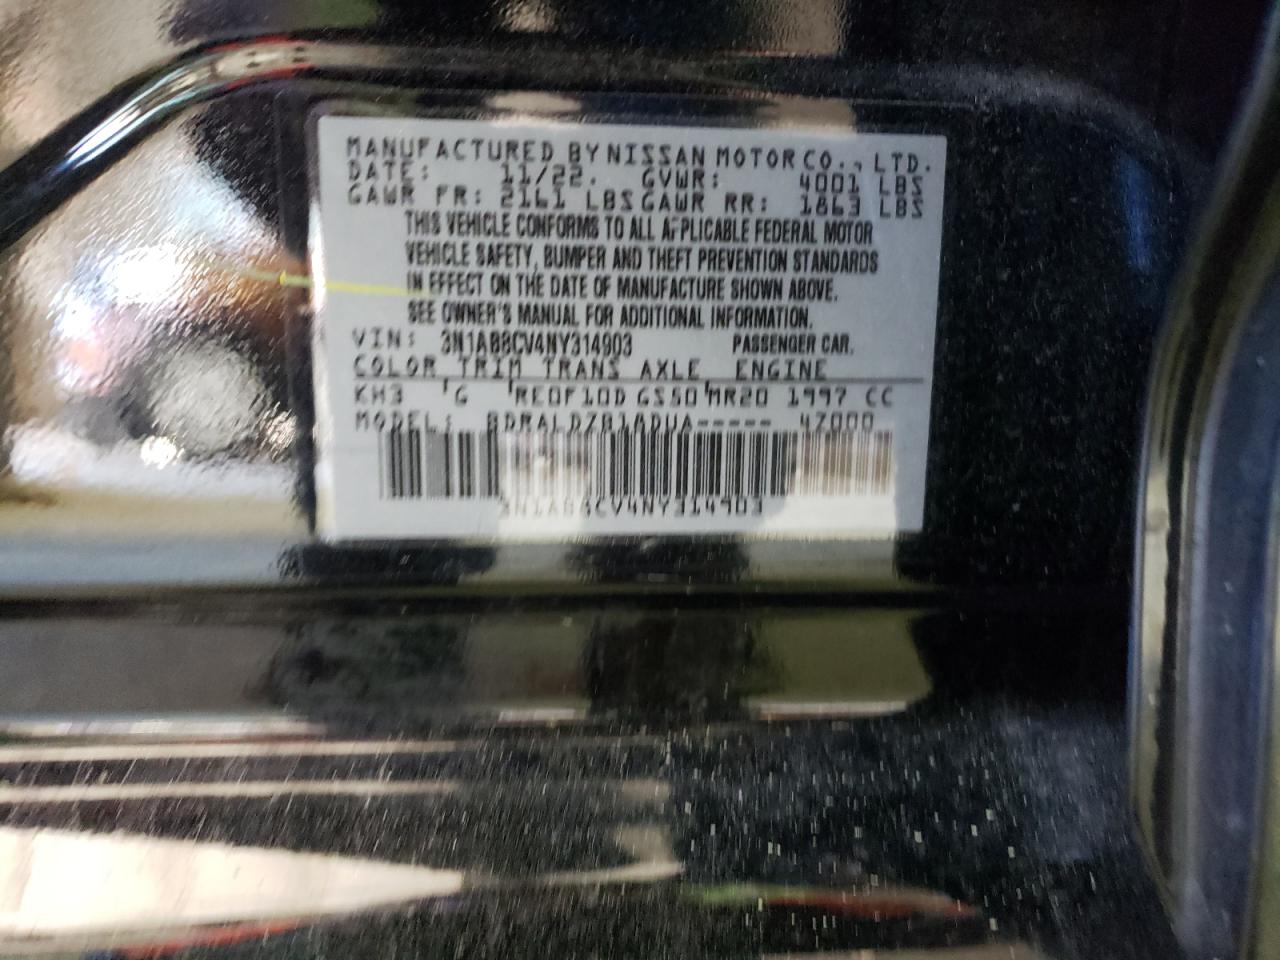 MANUFACTURED BY NISSAN MOTOR CO., LTD.
DATE: 11/22. GVWR: 4001 LBS
GAWR FR: 2161 LBS GAWR RR: 1863 LBS
THIS VEHICLE CONFORMS TO ALL APPLICABLE FEDERAL MOTOR
VEHICLE SAFETY, BUMPER AND THEFT PREVENTION STANDARDS
IN EFFECT ON THE DATE OF MANUFACTURE SHOWN ABOVE.
SEE OWNER'S MANUAL FOR ADDITIONAL INFORMATION.
VIN: 3N1AB8CV4NY314903 PASSENGER CAR.
COLOR TRIM TRANS AXLE ENGINE
KH3 G RE0F10D GS50 MR20 1997 CC
MODEL: 47000
3N1AB8CV4NY314903